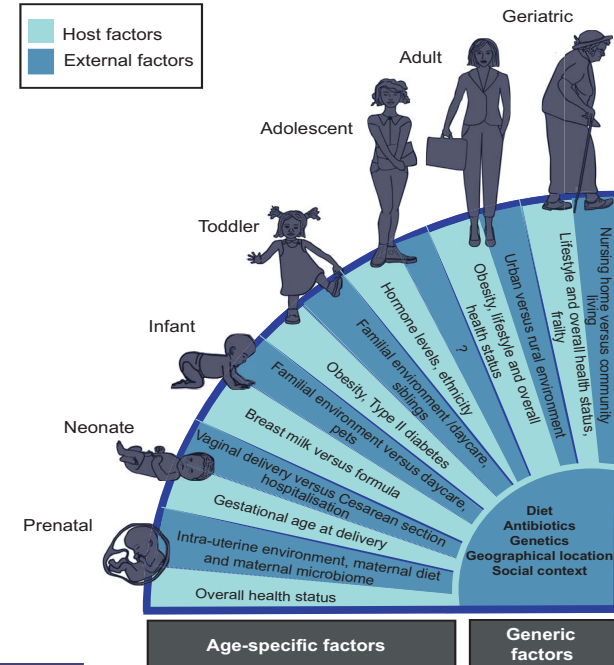 Host factors
External factors
Geriatric
Adult
Adolescent
Toddler
Infant
Neonate
Prenatal
Nursing home versus community
living
Lifestyle and overall health status,
frailty
Urban versus rural environment
Obesity, lifestyle and overall
health status
?
Hormone levels, ethnicity
Familial environment /daycare,
siblings
Obesity, Type II diabetes
Familial environment versus daycare,
pets
Breast milk versus formula
Vaginal delivery versus Cesarean section
hospitalisation
Gestational age at delivery
Intra-uterine environment, maternal diet
and maternal microbiome
Overall health status
Diet
Antibiotics
Genetics
Geographical location
Social context
Age-specific factors
Generic
factors